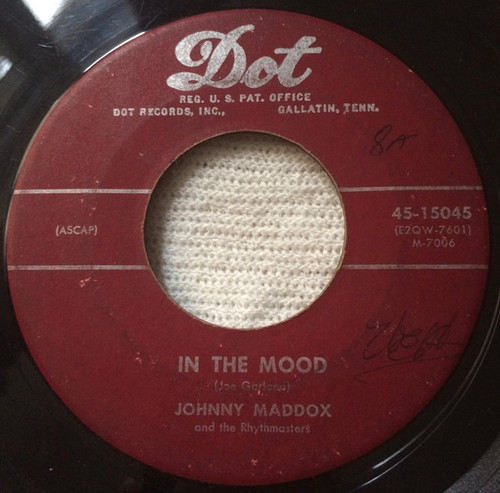 Dot
REG. U. S. PAT. OFFICE
DOT RECORDS, INC., GALLATIN, TENN.
8A
(ASCAP)
45-15045
(E2QW-7601)
M-7006
IN THE MOOD
(Joe Garland)
JOHNNY MADDOX
and the Rhythmasters